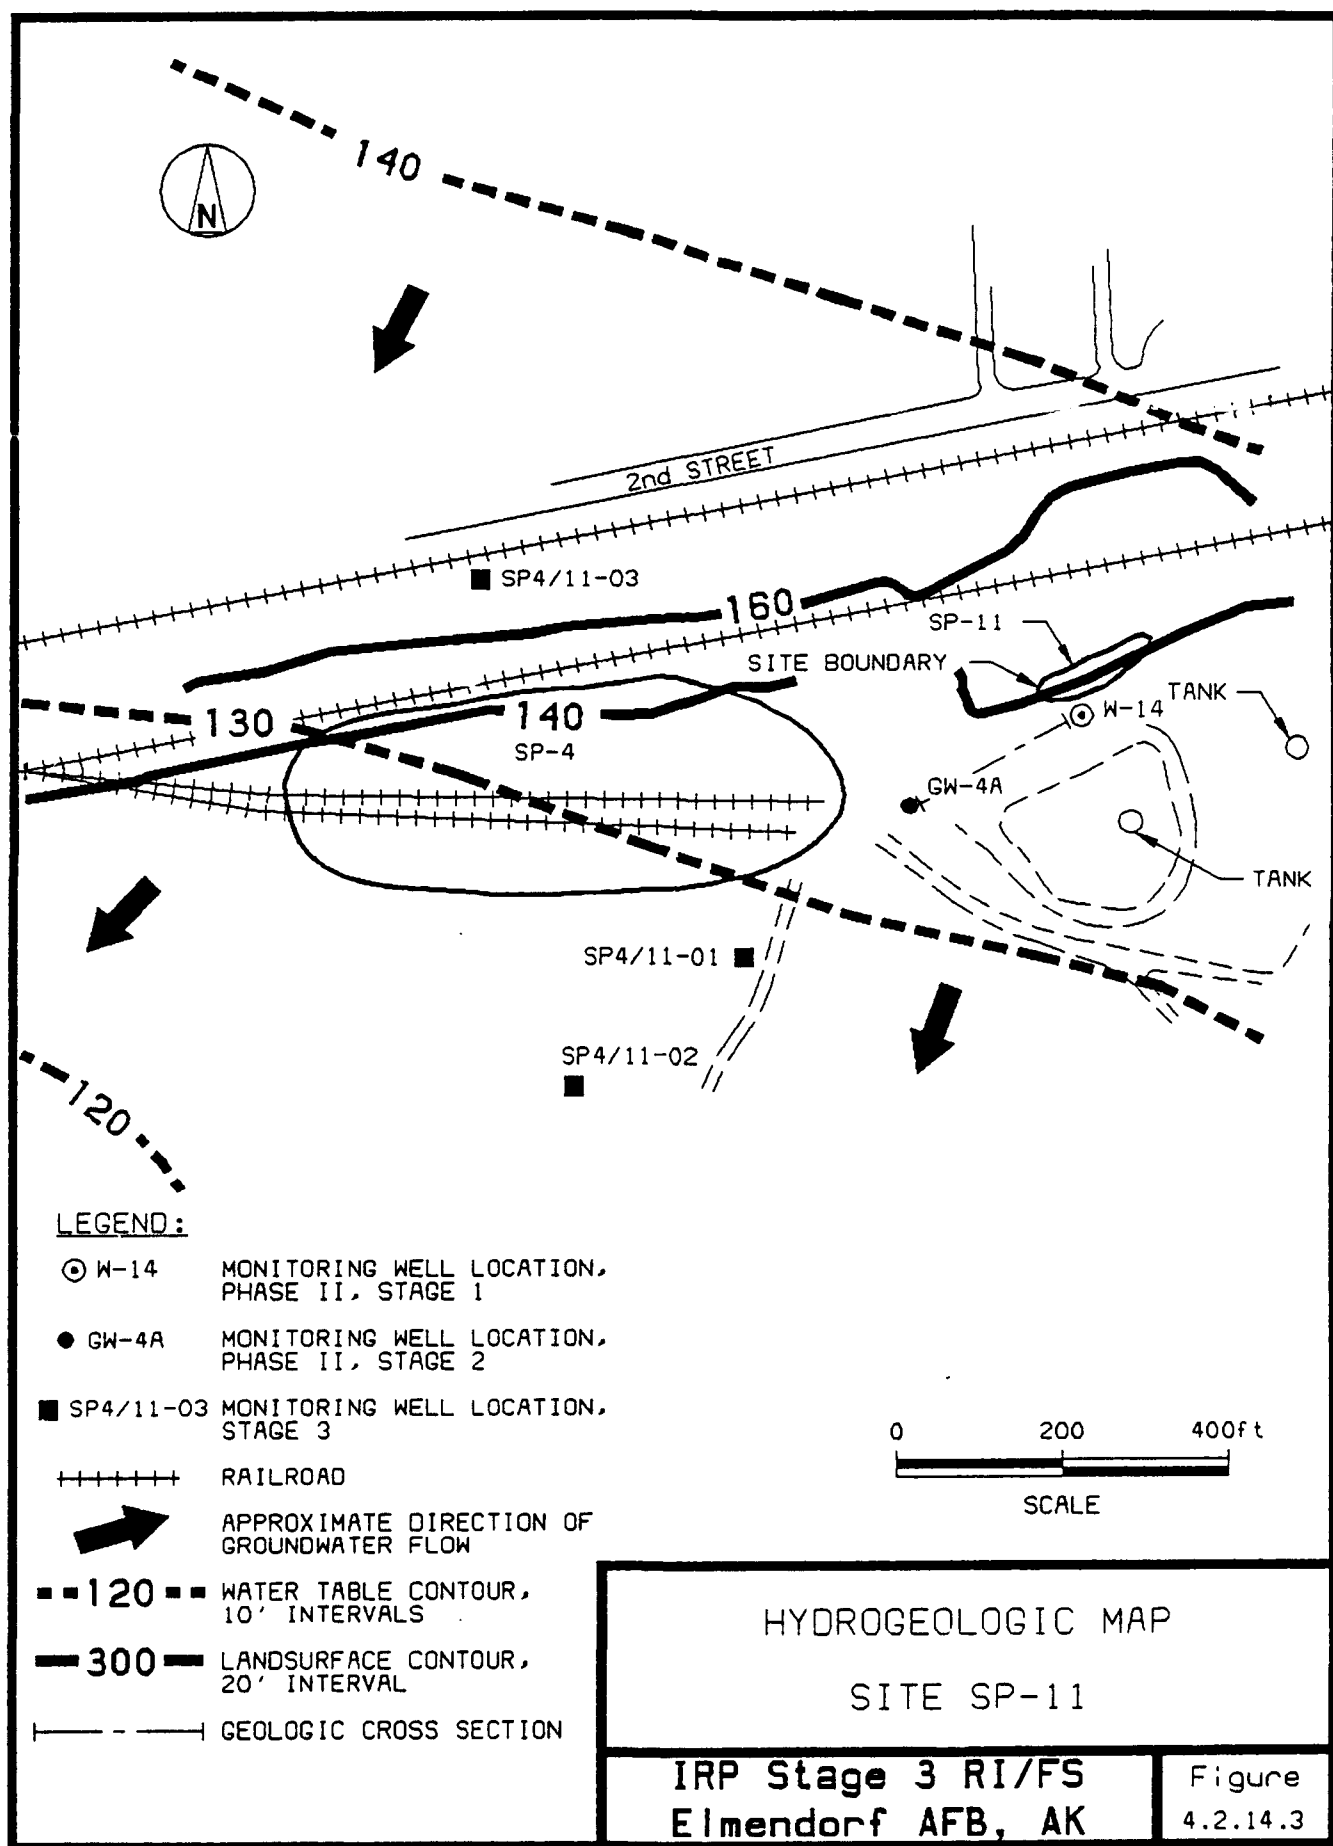 140
N
2nd STREET
SP4/11-03
160
SP-11
SITE BOUNDARY
TANK
130
140
W-14
SP-4
GW-4A
TANK
SP4/11-01
SP4/11-02
120
LEGEND:
W-14 MONITORING WELL LOCATION,
PHASE II, STAGE 1
GW-4A MONITORING WELL LOCATION,
PHASE II, STAGE 2
SP4/11-03 MONITORING WELL LOCATION,
STAGE 3
RAILROAD
APPROXIMATE DIRECTION OF
GROUNDWATER FLOW
120 WATER TABLE CONTOUR,
10' INTERVALS
300 LANDSURFACE CONTOUR,
20' INTERVAL
GEOLOGIC CROSS SECTION
0 200 400ft
SCALE
HYDROGEOLOGIC MAP
SITE SP-11
IRP Stage 3 RI/FS
Elmendorf AFB, AK
Figure
4.2.14.3